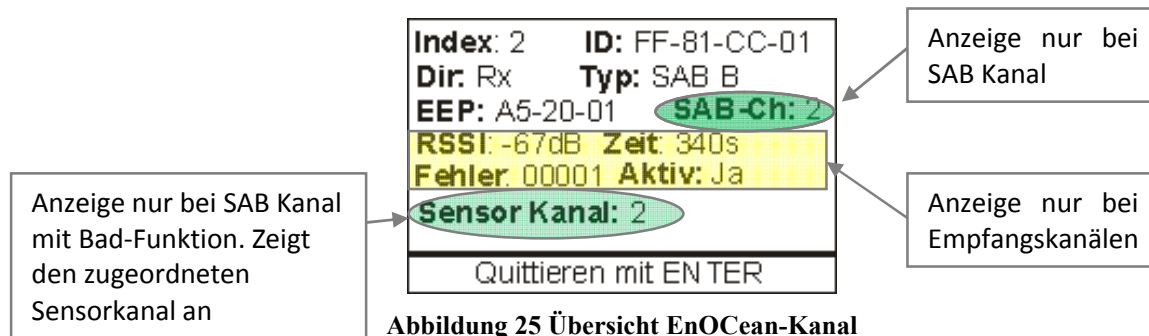 Index: 2 ID: FF-81-CC-01
Dir: Rx Typ: SAB B
EEP: A5-20-01 SAB-Ch: 2
RSSI: -67dB Zeit: 340s
Fehler: 00001 Aktiv: Ja
Sensor Kanal: 2
Quittieren mit ENTER
Anzeige nur bei
SAB Kanal
Anzeige nur bei
Empfangskanälen
Anzeige nur bei SAB Kanal
mit Bad-Funktion. Zeigt
den zugeordneten
Sensorkanal an
Abbildung 25 Übersicht EnOCean-Kanal